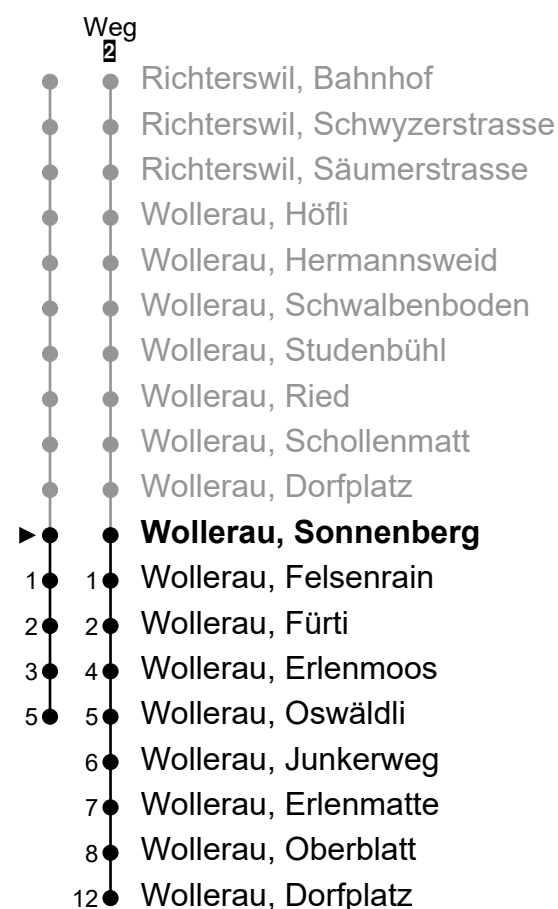 Weg
2
Richterswil, Bahnhof
Richterswil, Schwyzerstrasse
Richterswil, Säumerstrasse
Wollerau, Höfli
Wollerau, Hermannsweid
Wollerau, Schwalbenboden
Wollerau, Studenbühl
Wollerau, Ried
Wollerau, Schollenmatt
Wollerau, Dorfplatz
► Wollerau, Sonnenberg
1 1 Wollerau, Felsenrain
2 2 Wollerau, Fürti
3 4 Wollerau, Erlenmoos
5 5 Wollerau, Oswäldli
6 Wollerau, Junkerweg
7 Wollerau, Erlenmatte
8 Wollerau, Oberblatt
12 Wollerau, Dorfplatz